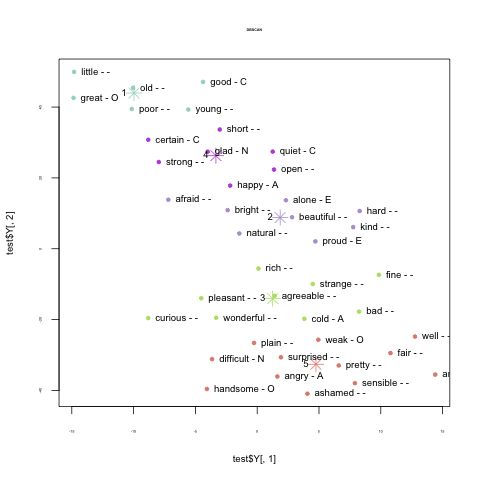 DBSCAN
little - -
old - -
good - C
1
great - O
poor - -
young - -
short - -
certain - C
glad - N
quiet - C
4
strong - -
open - -
happy - A
afraid - -
alone - E
bright - -
hard - -
2
beautiful - -
kind - -
natural - -
proud - E
rich - -
fine - -
strange - -
pleasant - -
3
agreeable - -
bad - -
curious - -
wonderful - -
cold - A
well - -
plain - -
weak - O
fair - -
difficult - N
surprised - -
5
pretty - -
angry - A
sensible - -
handsome - O
ashamed - -
test$Y[, 2]
test$Y[, 1]